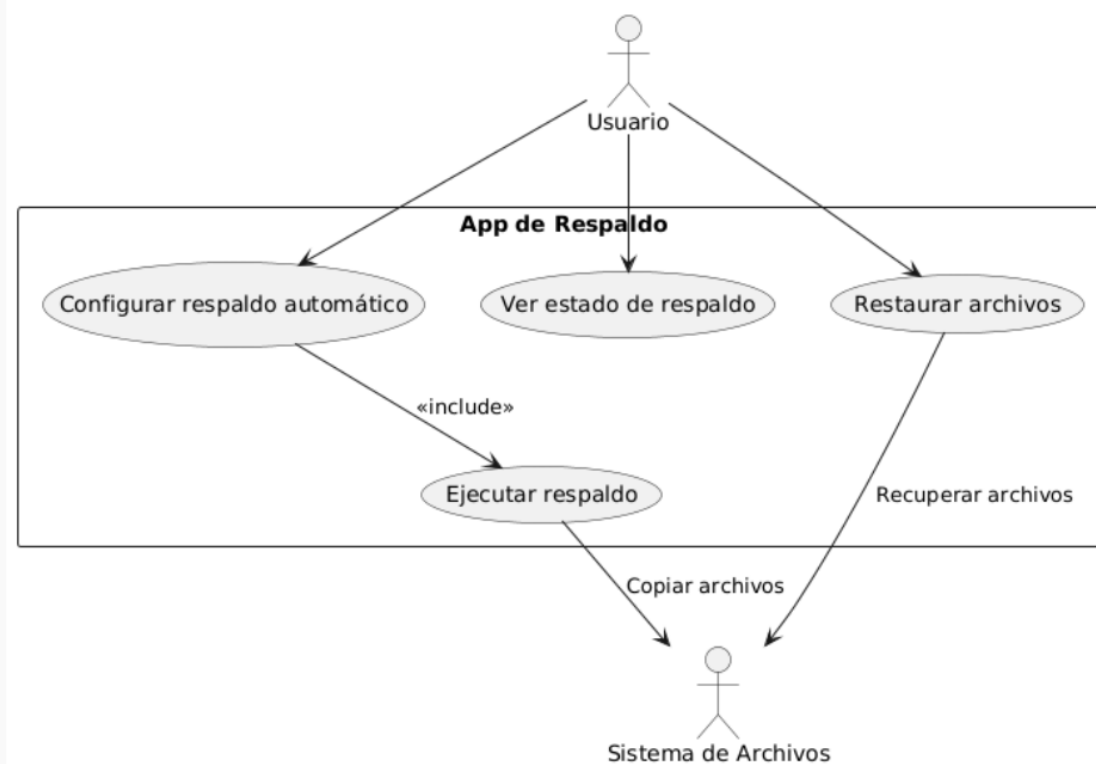 Usuario
App de Respaldo
Configurar respaldo automático
Ver estado de respaldo
Restaurar archivos
«include»
Ejecutar respaldo
Recuperar archivos
Copiar archivos
Sistema de Archivos